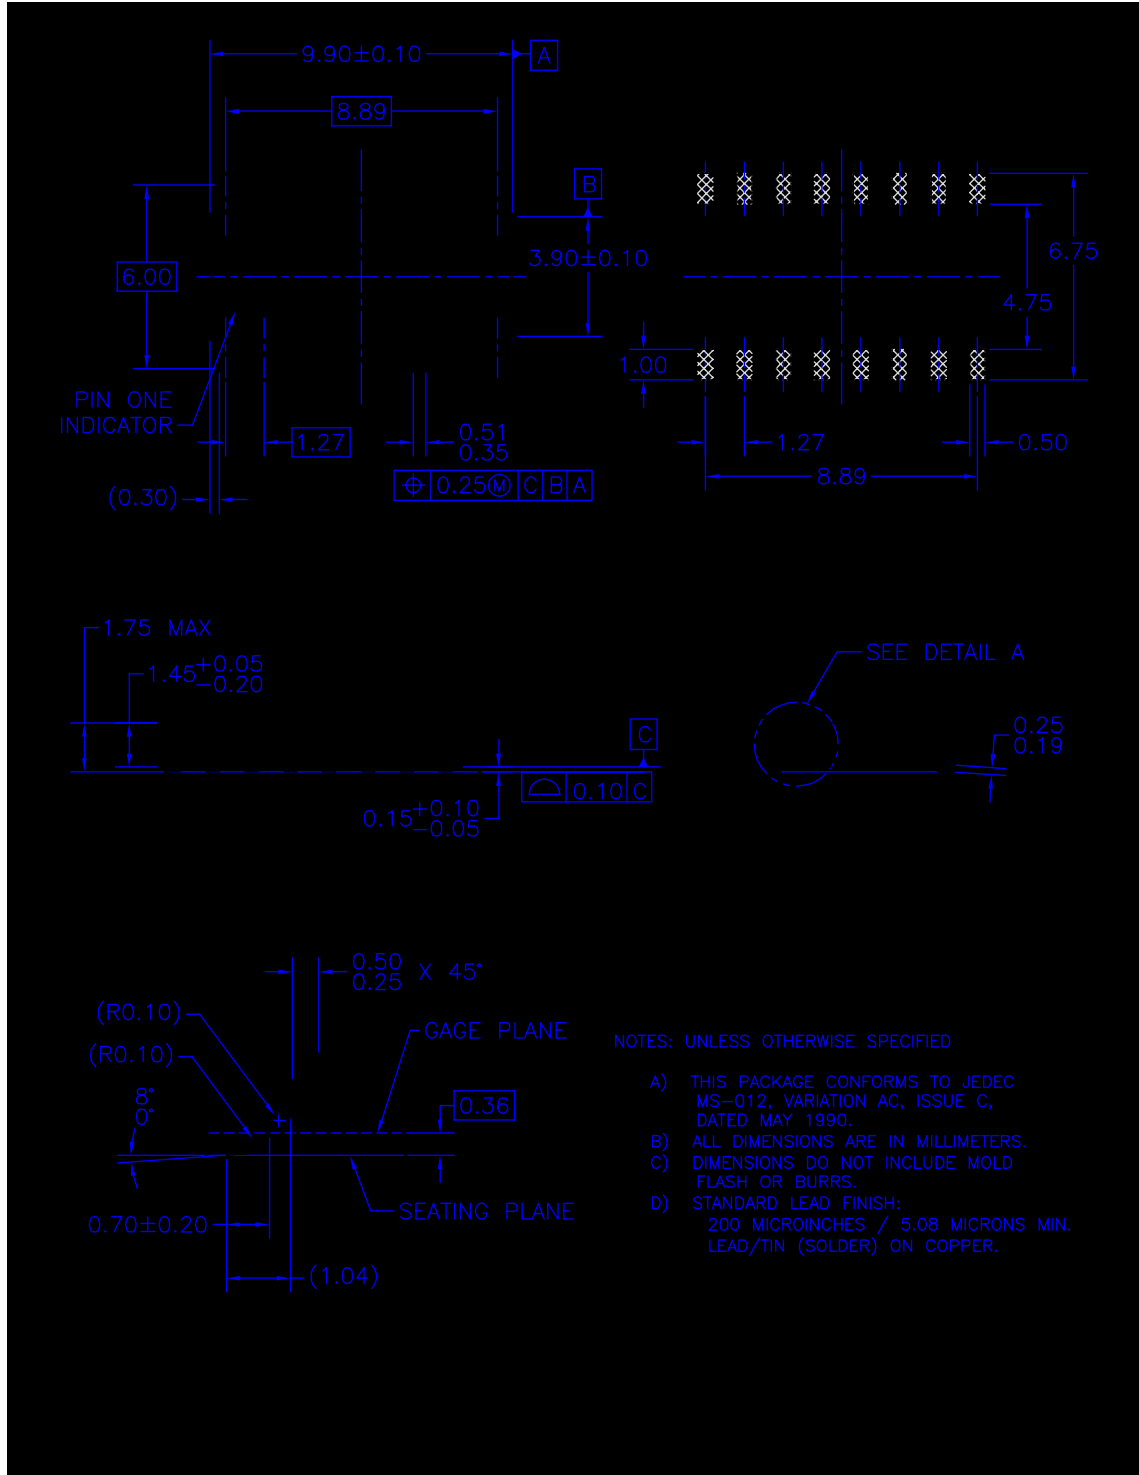 9.90±0.10
A
8.89
B
6.00
3.90±0.10
6.75
4.75
1.00
PIN ONE
INDICATOR
1.27
0.51
0.35
1.27
0.50
0.25Ⓜ C B A
8.89
(0.30)
1.75 MAX
1.45+0.05
−0.20
SEE DETAIL A
C
0.25
0.19
0.10 C
0.15+0.10
−0.05
0.50
0.25 X 45°
(R0.10)
GAGE PLANE
(R0.10)
8°
0°
0.36
SEATING PLANE
0.70±0.20
(1.04)
NOTES: UNLESS OTHERWISE SPECIFIED
A) THIS PACKAGE CONFORMS TO JEDEC
MS−012, VARIATION AC, ISSUE C,
DATED MAY 1990.
B) ALL DIMENSIONS ARE IN MILLIMETERS.
C) DIMENSIONS DO NOT INCLUDE MOLD
FLASH OR BURRS.
D) STANDARD LEAD FINISH:
200 MICROINCHES / 5.08 MICRONS MIN.
LEAD/TIN (SOLDER) ON COPPER.